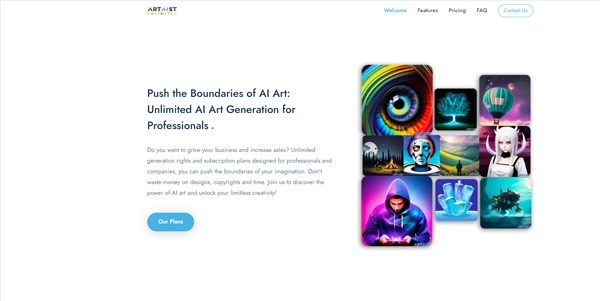 ARTAIST
UNLIMITED
Welcome Features Pricing FAQ Contact Us
Push the Boundaries of AI Art:
Unlimited AI Art Generation for
Professionals .
Do you want to grow your business and increase sales? Unlimited
generation rights and subscription plans designed for professionals and
companies, you can push the boundaries of your imagination. Don't
waste money on designs, copyrights and time. Join us to discover the
power of AI art and unlock your limitless creativity!
Our Plans